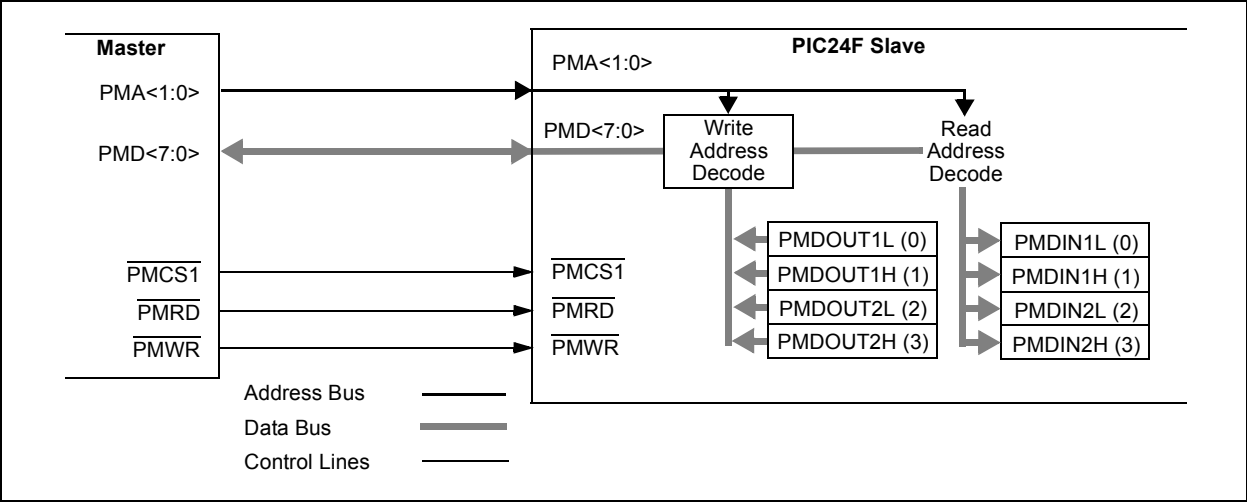 Master
PMA<1:0>
PMD<7:0>
PMCS1
PMRD
PMWR
PIC24F Slave
PMA<1:0>
PMD<7:0>
Write
Address
Decode
Read
Address
Decode
PMCS1
PMRD
PMWR
PMDOUT1L (0)
PMDOUT1H (1)
PMDOUT2L (2)
PMDOUT2H (3)
PMDIN1L (0)
PMDIN1H (1)
PMDIN2L (2)
PMDIN2H (3)
Address Bus
Data Bus
Control Lines